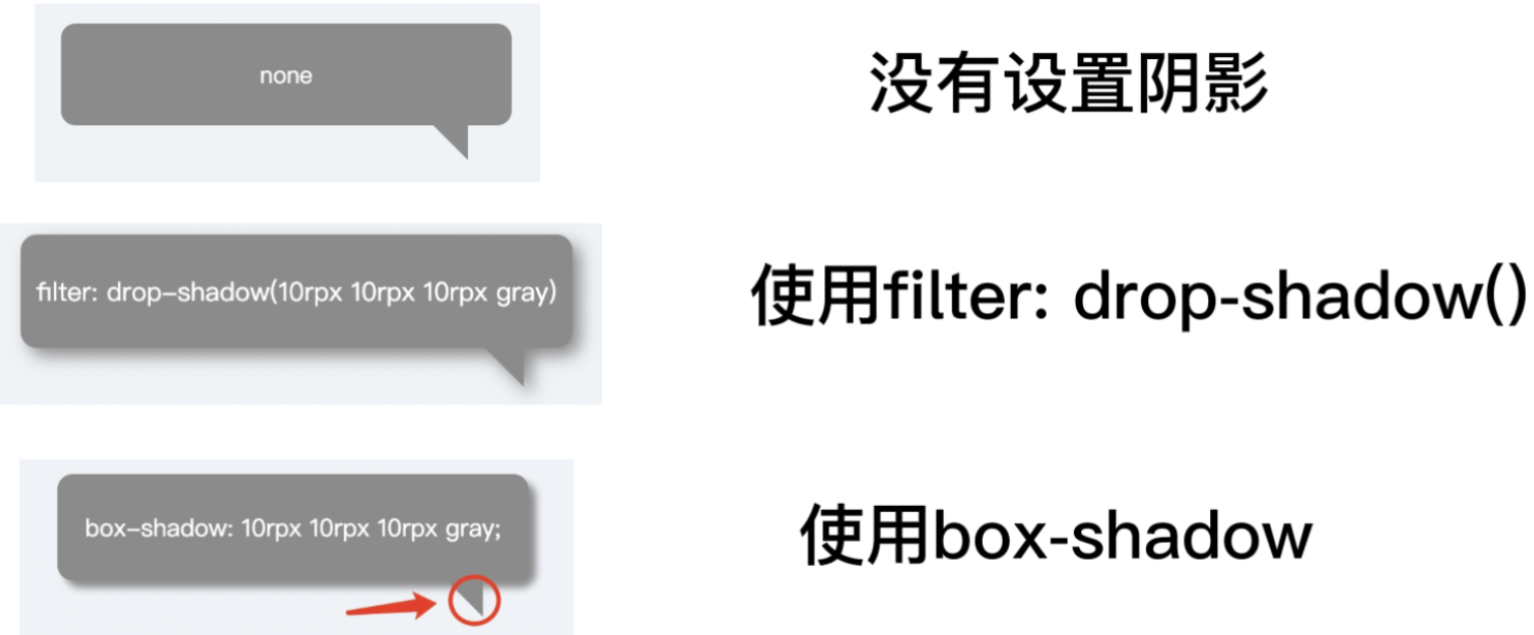 none
没有设置阴影
filter: drop-shadow(10rpx 10rpx 10rpx gray)
使用filter: drop-shadow()
box-shadow: 10rpx 10rpx 10rpx gray;
使用box-shadow